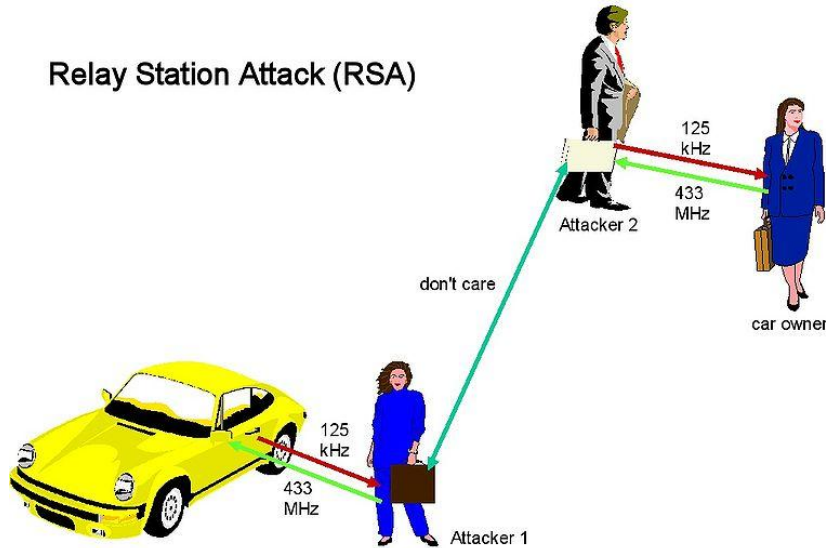 Relay Station Attack (RSA)
125
kHz
433
MHz
Attacker 2
car owner
don't care
125
kHz
433
MHz
Attacker 1